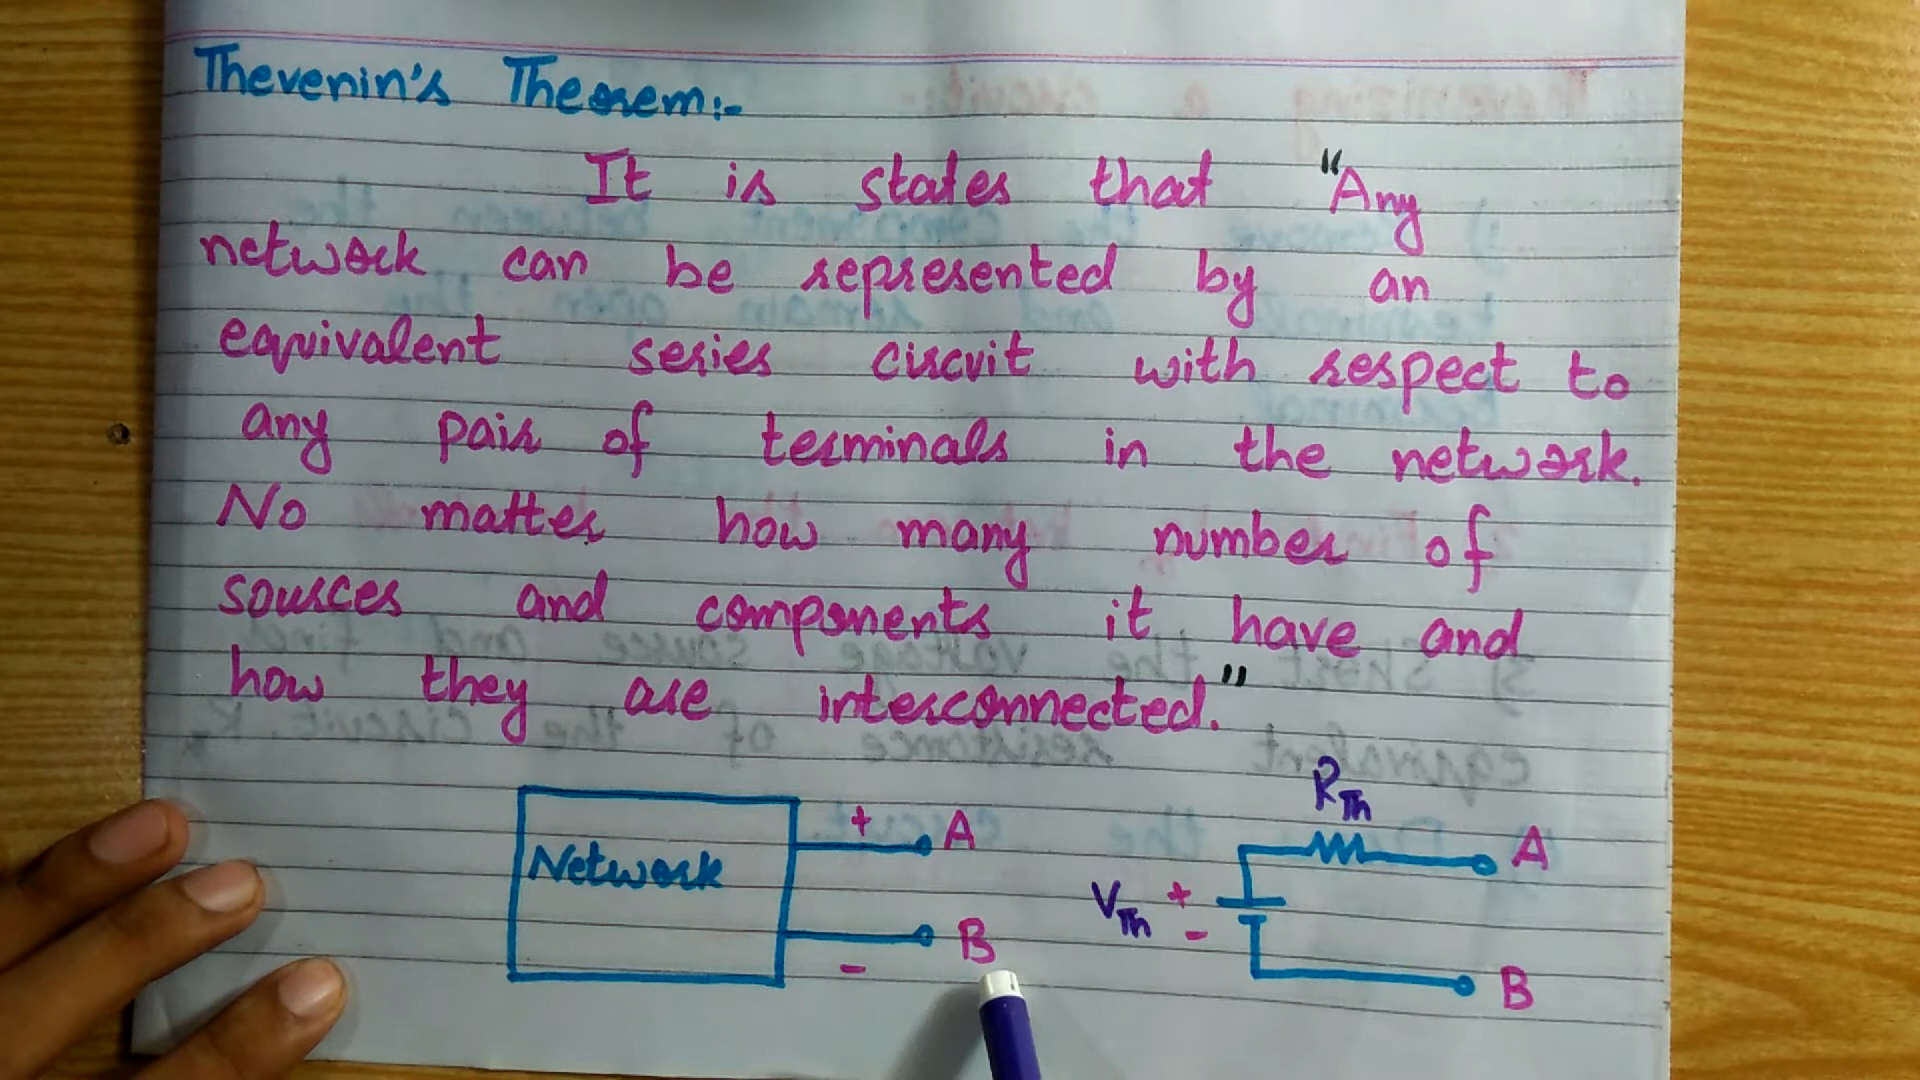 Thevenin's Theorem:-
It is states that "Any
network can be represented by an
equivalent series circuit with respect to
any pair of terminals in the network.
No matter how many number of
sources and components it have and
how they are interconnected."
RTh
+ A
A
Network
VTh + -
B
-
B